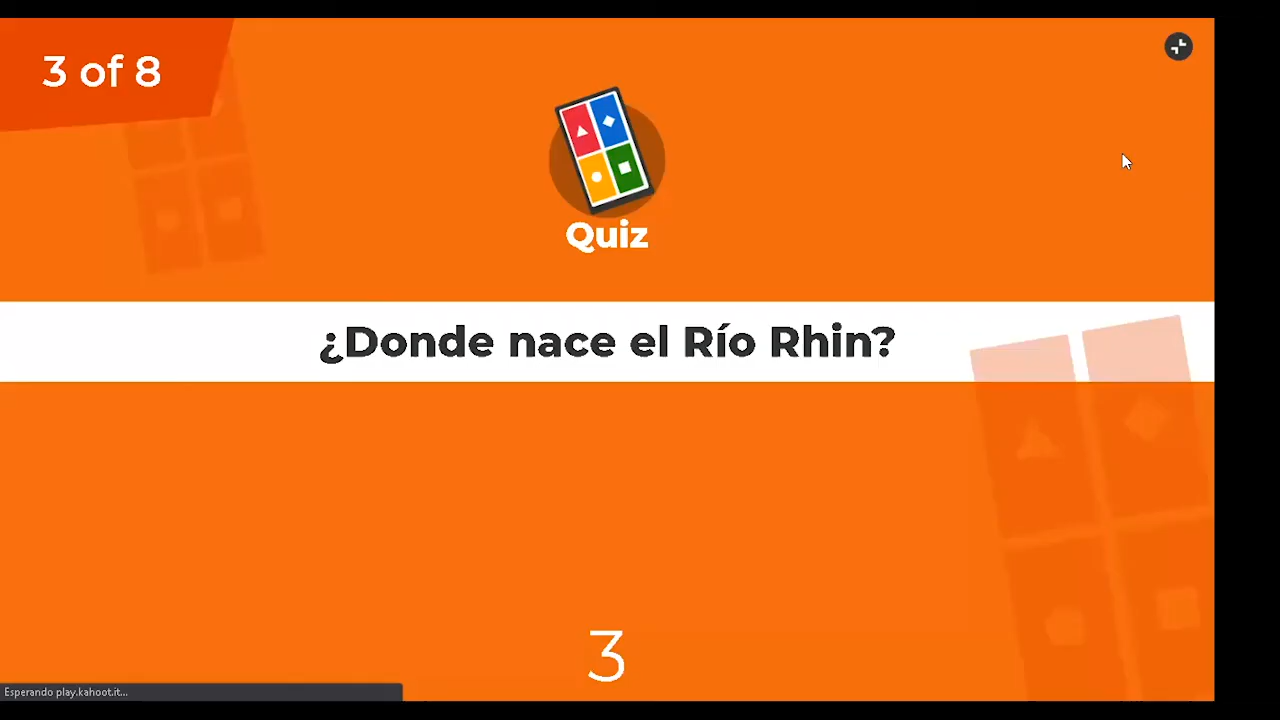 3 of 8
Quiz
¿Donde nace el Río Rhin?
3
Esperando play.kahoot.it...